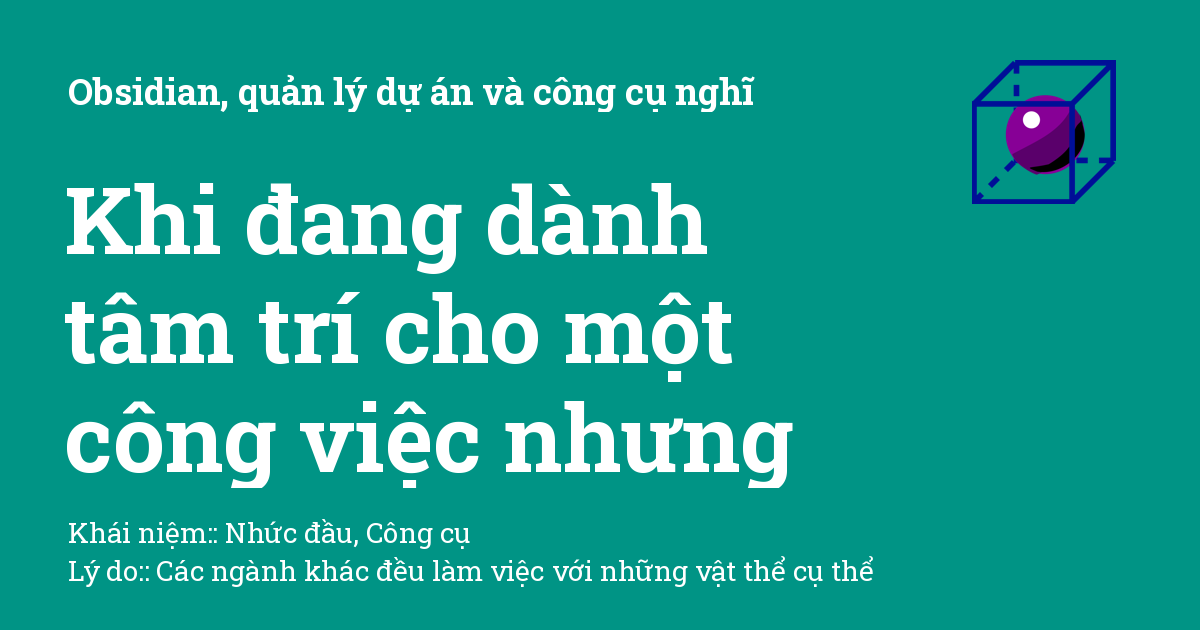 Obsidian, quản lý dự án và công cụ nghĩ
Khi đang dành
tâm trí cho một
công việc nhưng
Khái niệm:: Nhức đầu, Công cụ
Lý do:: Các ngành khác đều làm việc với những vật thể cụ thể